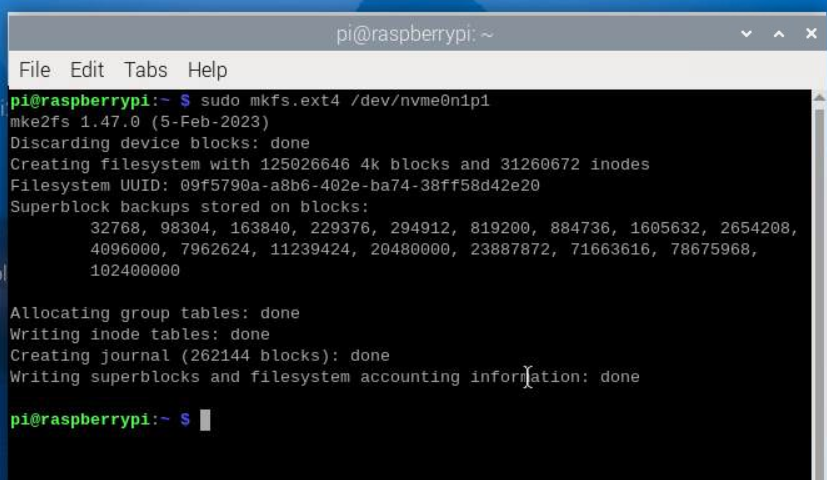 pi@raspberrypi: ~
File Edit Tabs Help
pi@raspberrypi:~ $ sudo mkfs.ext4 /dev/nvme0n1p1
mke2fs 1.47.0 (5-Feb-2023)
Discarding device blocks: done
Creating filesystem with 125026646 4k blocks and 31260672 inodes
Filesystem UUID: 09f5790a-a8b6-402e-ba74-38ff58d42e20
Superblock backups stored on blocks:
32768, 98304, 163840, 229376, 294912, 819200, 884736, 1605632, 2654208,
4096000, 7962624, 11239424, 20480000, 23887872, 71663616, 78675968,
102400000
Allocating group tables: done
Writing inode tables: done
Creating journal (262144 blocks): done
Writing superblocks and filesystem accounting information: done
pi@raspberrypi:~ $